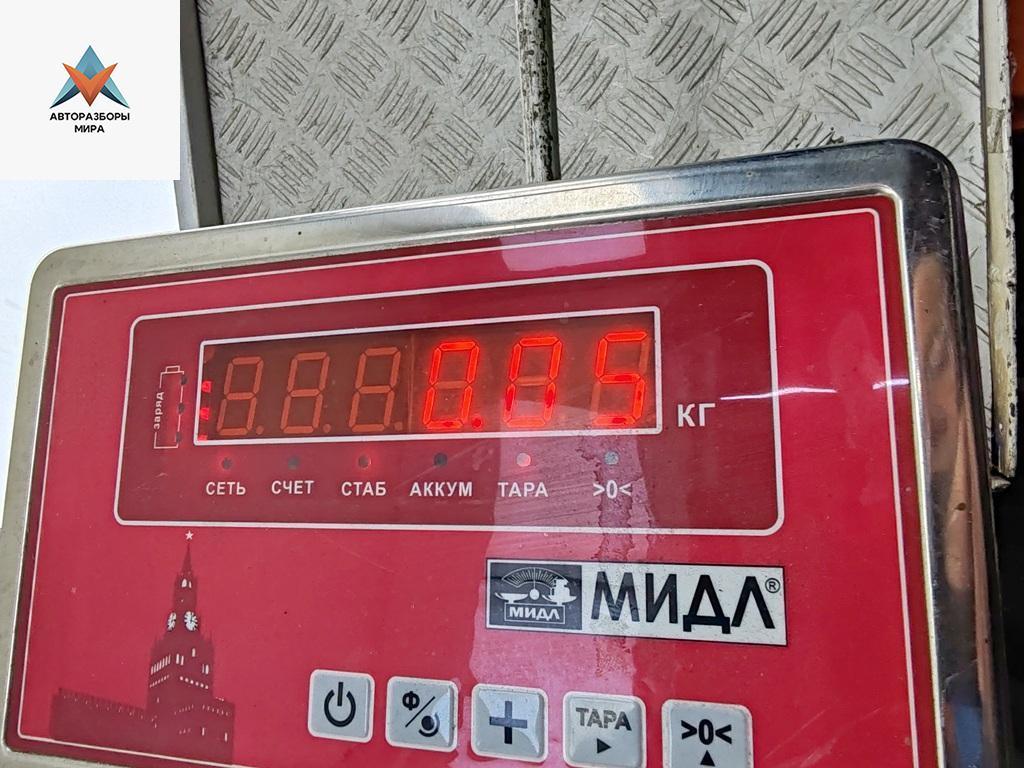 АВТОРАЗБОРЫ
МИРА
0.05
КГ
заряд
СЕТЬ СЧЕТ СТАБ АККУМ ТАРА >0<
МИДЛ МИДЛ®
Ф/
ТАРА >0<